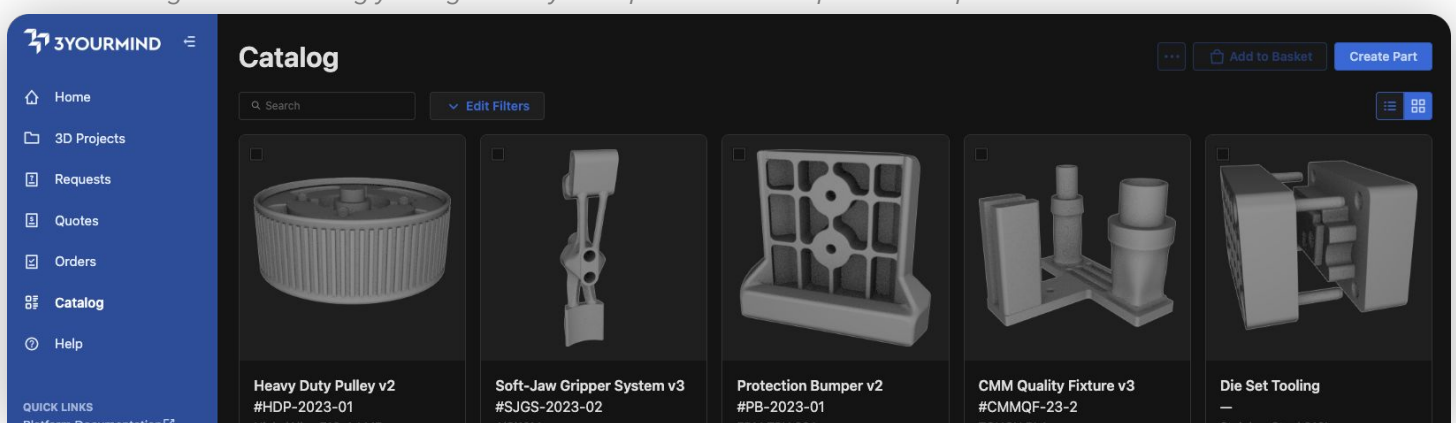 3YOURMIND
Home
3D Projects
Requests
Quotes
Orders
Catalog
Help
QUICK LINKS
Platform Documentation
Catalog
Add to Basket
Create Part
Search
Edit Filters
Heavy Duty Pulley v2
#HDP-2023-01
Soft-Jaw Gripper System v3
#SJGS-2023-02
Protection Bumper v2
#PB-2023-01
CMM Quality Fixture v3
#CMMQF-23-2
Die Set Tooling
—